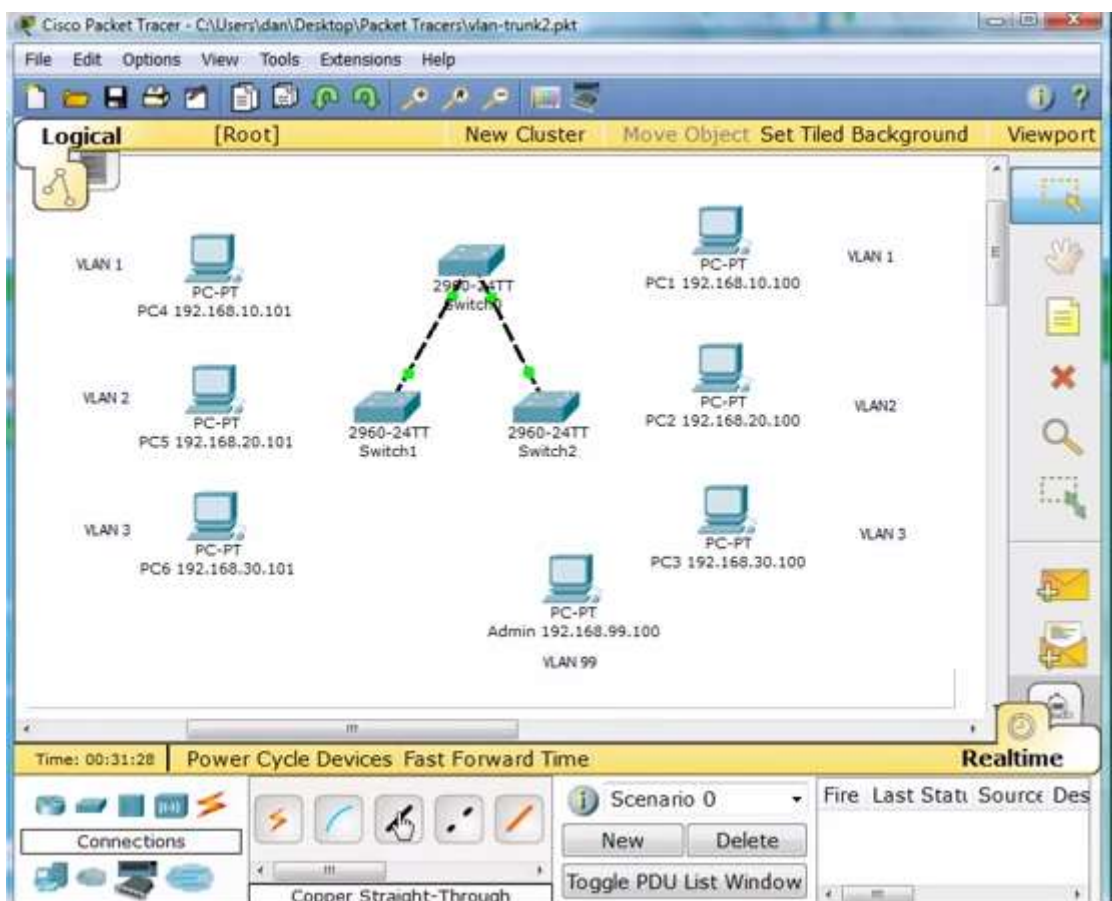 Cisco Packet Tracer - C:\Users\dan\Desktop\Packet Tracers\vlan-trunk2.pkt
File Edit Options View Tools Extensions Help
Logical [Root] New Cluster Move Object Set Tiled Background Viewport
VLAN 1
PC-PT
PC4 192.168.10.101
2960-24TT
Switch0
PC-PT
PC1 192.168.10.100
VLAN 1
VLAN 2
PC-PT
PC5 192.168.20.101
2960-24TT
Switch1
2960-24TT
Switch2
PC-PT
PC2 192.168.20.100
VLAN2
VLAN 3
PC-PT
PC6 192.168.30.101
PC-PT
PC3 192.168.30.100
VLAN 3
PC-PT
Admin 192.168.99.100
VLAN 99
Time: 00:31:28 Power Cycle Devices Fast Forward Time Realtime
Connections
Copper Straight-Through
Scenario 0
New Delete
Toggle PDU List Window
Fire Last Statu Source Des